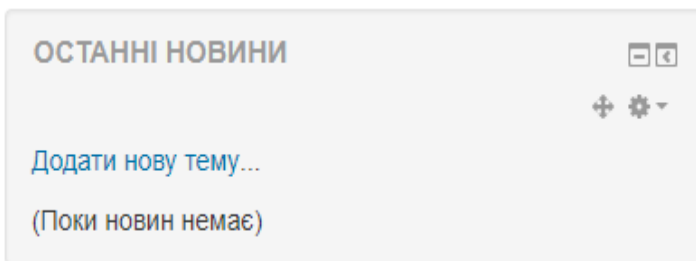 ОСТАННІ НОВИНИ
Додати нову тему...
(Поки новин немає)